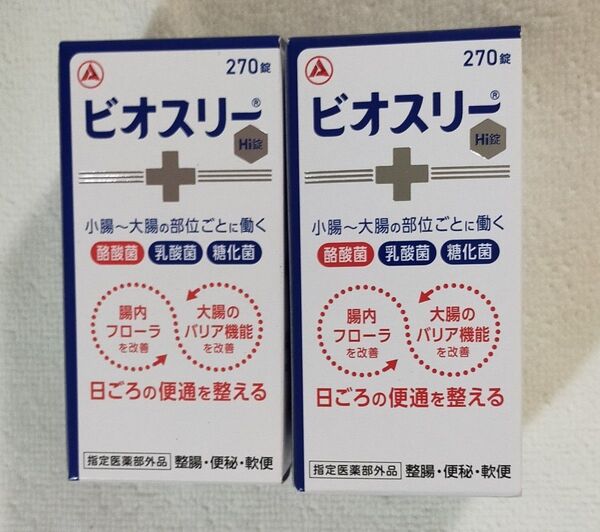 270錠
ビオスリー®
Hi錠
小腸～大腸の部位ごとに働く
酪酸菌 乳酸菌 糖化菌
腸内
フローラ
を改善
大腸の
バリア機能
を改善
日ごろの便通を整える
指定医薬部外品 整腸・便秘・軟便
270錠
ビオスリー®
Hi錠
小腸～大腸の部位ごとに働く
酪酸菌 乳酸菌 糖化菌
腸内
フローラ
を改善
大腸の
バリア機能
を改善
日ごろの便通を整える
指定医薬部外品 整腸・便秘・軟便